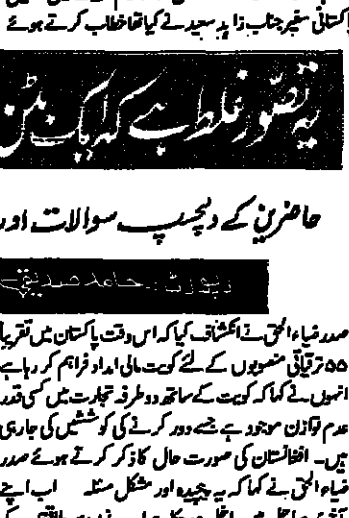 پاکستانی سفیر جناب زاہد سعید نے کیا تھا خطاب کرتے ہوئے
یہ تصور غلط ہے کہ ایک بٹن
حاضرین کے دلچسپ سوالات اور
رپورٹ: حامد صدیقی
صدر ضیاء الحق نے انکشاف کیا کہ اس وقت پاکستان میں تقریباً
۵۵ ترقیاتی منصوبوں کے لئے کویت مالی امداد فراہم کر رہا ہے
انہوں نے کہا کہ کویت کے ساتھ دو طرفہ تجارت میں کسی قدر
عدم توازن موجود ہے جسے دور کرنے کی کوششیں کی جا رہی
ہیں۔ افغانستان کی صورت حال کا ذکر کرتے ہوئے صدر
ضیاء الحق نے کہا کہ یہ پیچیدہ اور مشکل مسئلہ اب اپنے